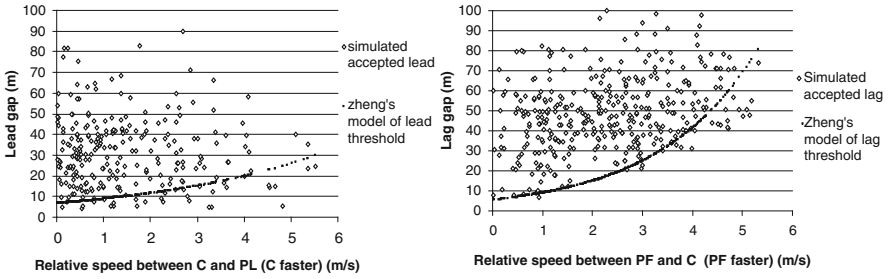 100
90
80
70
60
50
40
30
20
10
0
Lead gap (m)
0 1 2 3 4 5 6
Relative speed between C and PL (C faster) (m/s)
simulated
accepted lead
zheng's
model of lead
threshold
100
90
80
70
60
50
40
30
20
10
0
Lag gap (m)
0 1 2 3 4 5 6
Relative speed between PF and C (PF faster) (m/s)
Simulated
accepted lag
Zheng's
model of lag
threshold